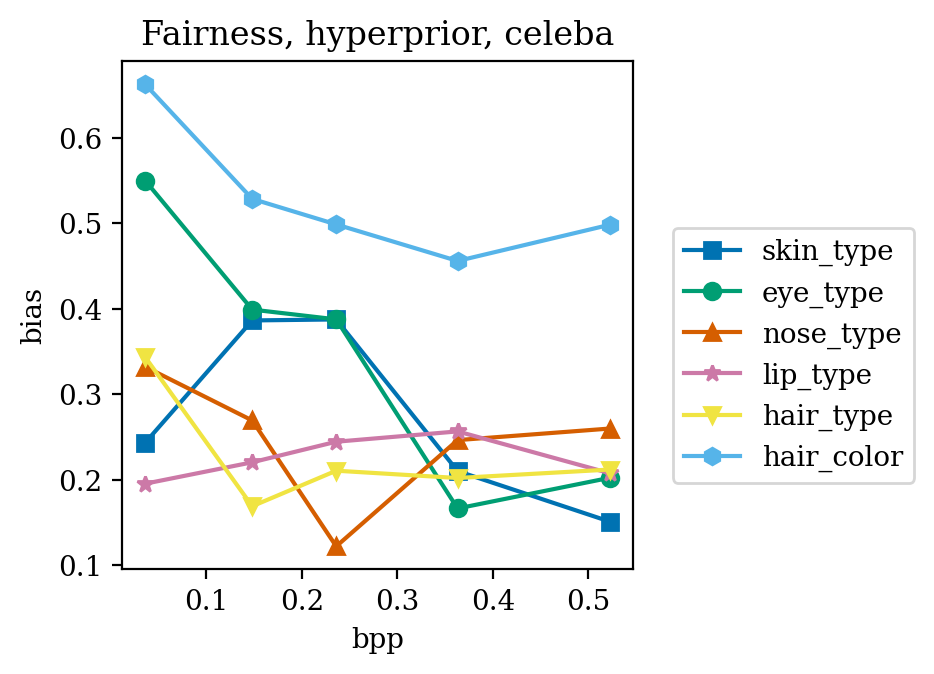 Fairness, hyperprior, celeba
bias
0.6
0.5
0.4
0.3
0.2
0.1
0.1 0.2 0.3 0.4 0.5
bpp
skin_type
eye_type
nose_type
lip_type
hair_type
hair_color